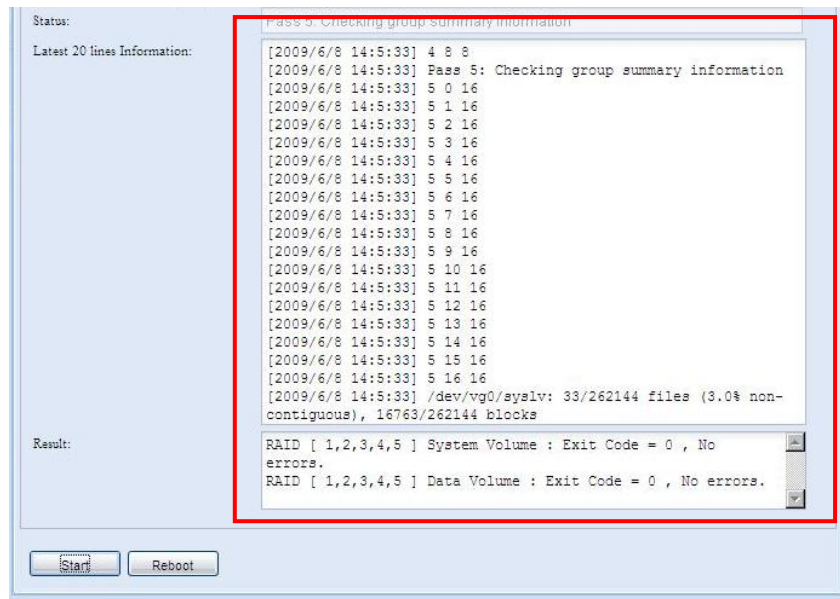 Status:
Pass 5: Checking group summary information
Latest 20 lines Information:
[2009/6/8 14:5:33] 4 8 8
[2009/6/8 14:5:33] Pass 5: Checking group summary information
[2009/6/8 14:5:33] 5 0 16
[2009/6/8 14:5:33] 5 1 16
[2009/6/8 14:5:33] 5 2 16
[2009/6/8 14:5:33] 5 3 16
[2009/6/8 14:5:33] 5 4 16
[2009/6/8 14:5:33] 5 5 16
[2009/6/8 14:5:33] 5 6 16
[2009/6/8 14:5:33] 5 7 16
[2009/6/8 14:5:33] 5 8 16
[2009/6/8 14:5:33] 5 9 16
[2009/6/8 14:5:33] 5 10 16
[2009/6/8 14:5:33] 5 11 16
[2009/6/8 14:5:33] 5 12 16
[2009/6/8 14:5:33] 5 13 16
[2009/6/8 14:5:33] 5 14 16
[2009/6/8 14:5:33] 5 15 16
[2009/6/8 14:5:33] 5 16 16
[2009/6/8 14:5:33] /dev/vg0/syslv: 33/262144 files (3.0% non-
contiguous), 16763/262144 blocks
Result:
RAID [ 1,2,3,4,5 ] System Volume : Exit Code = 0 , No
errors.
RAID [ 1,2,3,4,5 ] Data Volume : Exit Code = 0 , No errors.
Start
Reboot